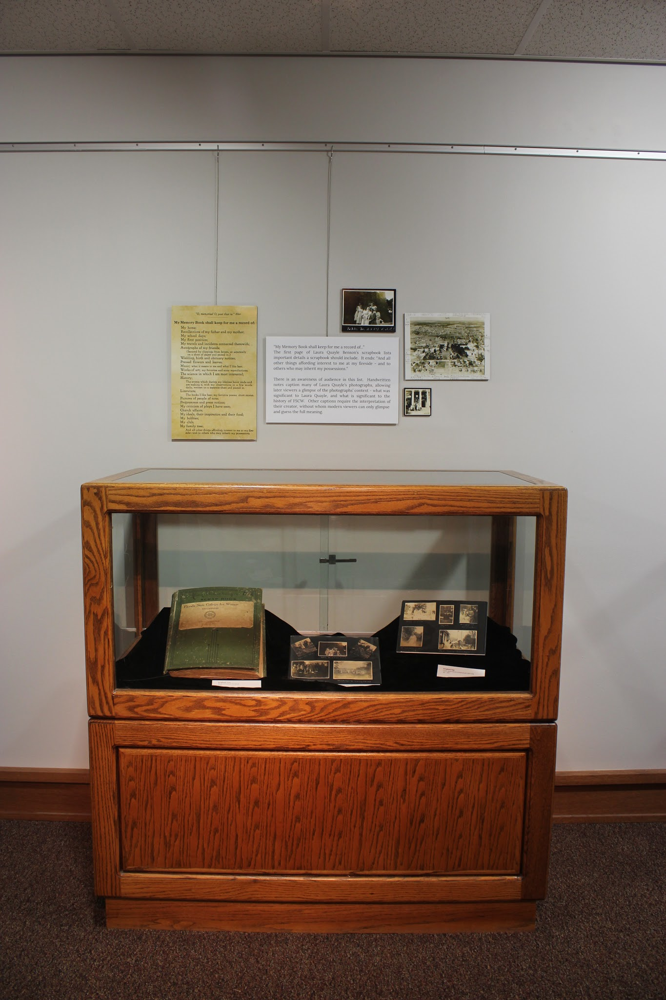 "O, memories! O, past that is!" Eliot
My Memory Book shall keep for me a record of:
My home;
Recollections of my father and my mother;
My school days;
My first position;
My travels and incidents connected therewith;
Autographs of my friends;
(Secured by clippings from letters, or separately
on a sheet of paper and pasted in.)
Wedding, birth and obituary notices;
Pressed flowers and leaves;
Music; what it means to me and what I like best.
Works of art; my favorites and some reproductions;
The science in which I am most interested;
History;
The events which during my lifetime have made and
are making it, with my observations in a few words
daily, written on a separate sheet and pasted in.
Literature;
The books I like best; my favorite poems; short stories.
Pictures of people of note;
Programmes and press notices;
My criticism of plays I have seen;
Church affairs;
My ideals, their inspiration and their food;
My hobbies;
My club;
My family tree;
And all other things affording interest to me at my fire-
side—and to others who may inherit my possessions.
"My Memory Book shall keep for me a record of..."
The first page of Laura Quayle Benson's scrapbook lists
important details a scrapbook should include. It ends: "And all
other things affording interest to me at my fireside - and to
others who may inherit my possessions."
There is an awareness of audience in this list. Handwritten
notes caption many of Laura Quayle's photographs, allowing
later viewers a glimpse of the photographs' context - what was
significant to Laura Quayle, and what is significant to the
history of FSCW. Other captions require the interpretation of
their creator, without whom modern viewers can only glimpse
and guess the full meaning.
SCRAP BOOK
Florida State College for Women
TALLAHASSEE